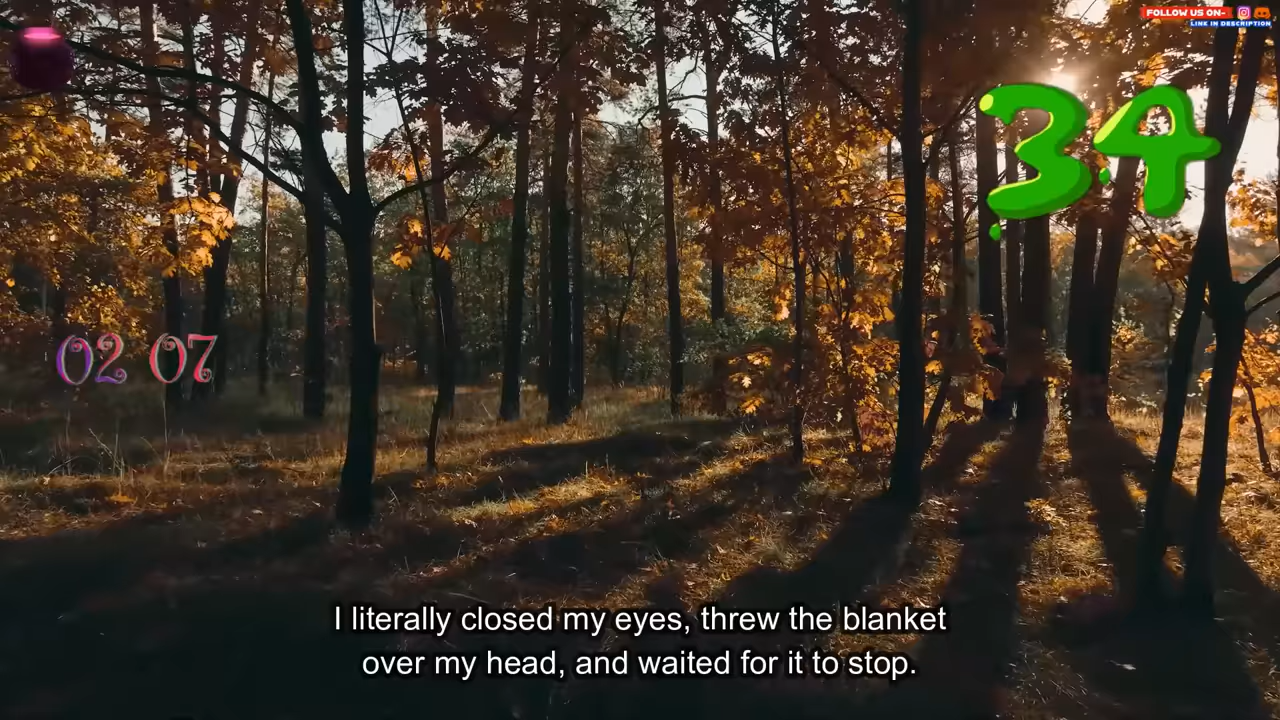 FOLLOW US ON-
LINK IN DESCRIPTION
34
02 07
I literally closed my eyes, threw the blanket
over my head, and waited for it to stop.